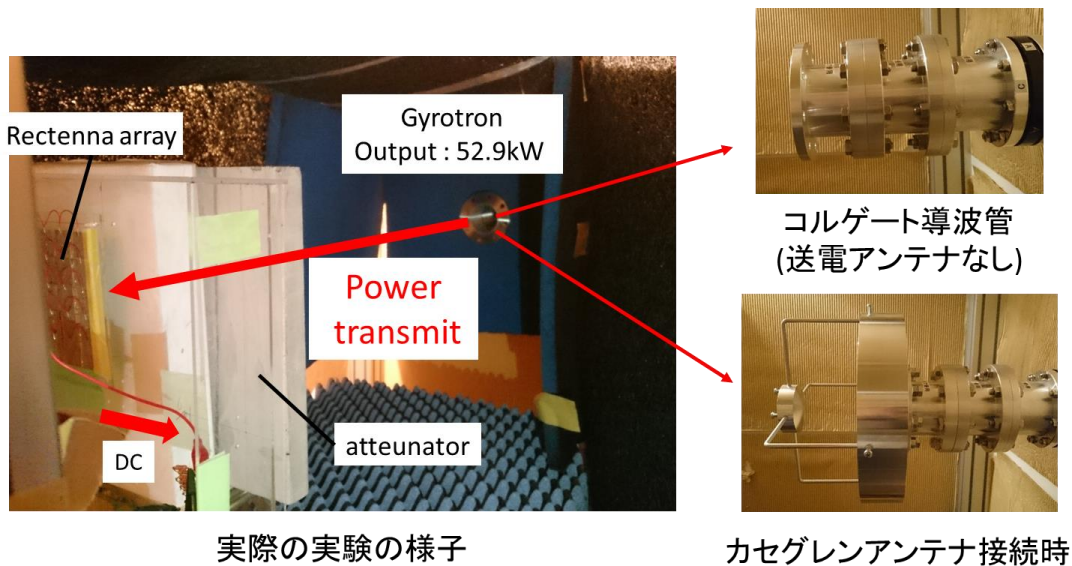 Rectenna array
Gyrotron
Output : 52.9kW
Power
transmit
atteunator
DC
実際の実験の様子
コルゲート導波管
(送電アンテナなし)
カセグレンアンテナ接続時